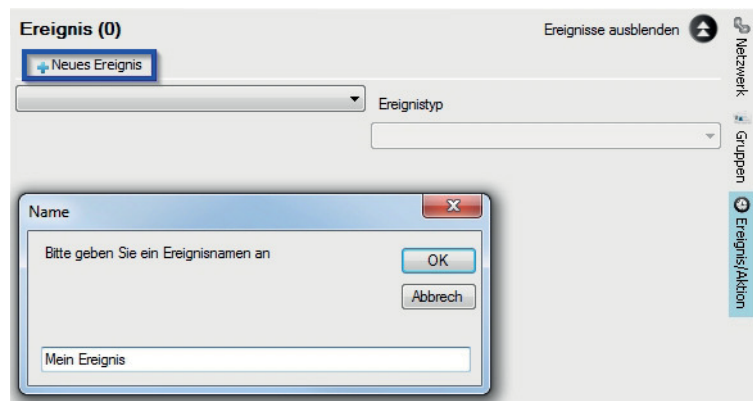 Ereignis (0)
Ereignisse ausblenden
Neues Ereignis
Ereignistyp
Name
Bitte geben Sie ein Ereignisnamen an
OK
Abbrech
Mein Ereignis
Netzwerk
Gruppen
Ereignis/Aktion